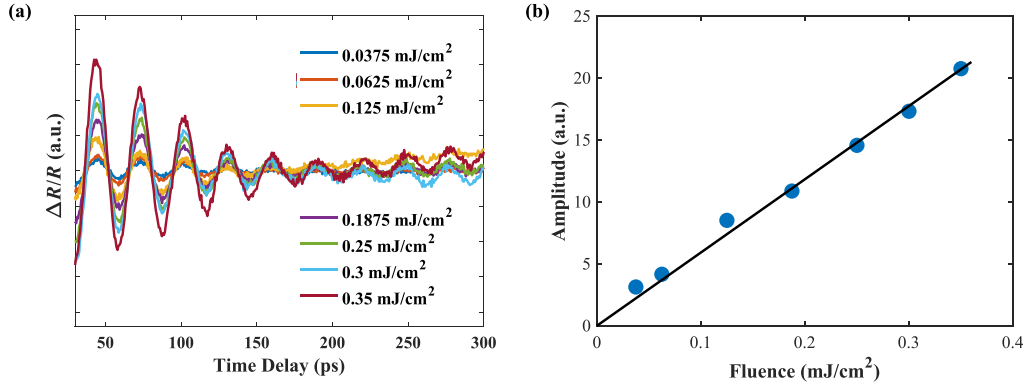 (a)
ΔR/R (a.u.)
0.0375 mJ/cm²
0.0625 mJ/cm²
0.125 mJ/cm²
0.1875 mJ/cm²
0.25 mJ/cm²
0.3 mJ/cm²
0.35 mJ/cm²
50 100 150 200 250 300
Time Delay (ps)
(b)
Amplitude (a.u.)
25
20
15
10
5
0
0 0.1 0.2 0.3 0.4
Fluence (mJ/cm²)